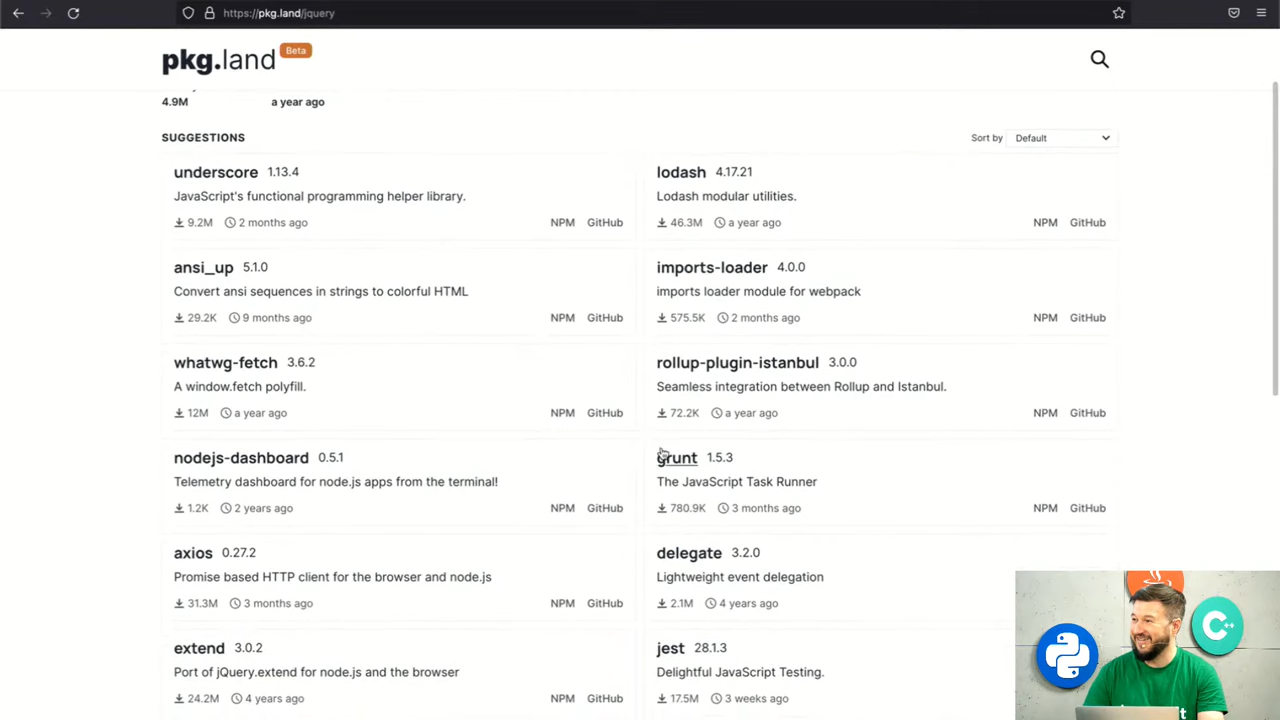 https://pkg.land/jquery
pkg.land Beta
4.9M a year ago
SUGGESTIONS
Sort by Default
underscore 1.13.4
JavaScript's functional programming helper library.
9.2M 2 months ago NPM GitHub
lodash 4.17.21
Lodash modular utilities.
46.3M a year ago NPM GitHub
ansi_up 5.1.0
Convert ansi sequences in strings to colorful HTML
29.2K 9 months ago NPM GitHub
imports-loader 4.0.0
imports loader module for webpack
575.5K 2 months ago NPM GitHub
whatwg-fetch 3.6.2
A window.fetch polyfill.
12M a year ago NPM GitHub
rollup-plugin-istanbul 3.0.0
Seamless integration between Rollup and Istanbul.
72.2K a year ago NPM GitHub
nodejs-dashboard 0.5.1
Telemetry dashboard for node.js apps from the terminal!
1.2K 2 years ago NPM GitHub
grunt 1.5.3
The JavaScript Task Runner
780.9K 3 months ago NPM GitHub
axios 0.27.2
Promise based HTTP client for the browser and node.js
31.3M 3 months ago NPM GitHub
delegate 3.2.0
Lightweight event delegation
2.1M 4 years ago
extend 3.0.2
Port of jQuery.extend for node.js and the browser
24.2M 4 years ago NPM GitHub
jest 28.1.3
Delightful JavaScript Testing.
17.5M 3 weeks ago
C++